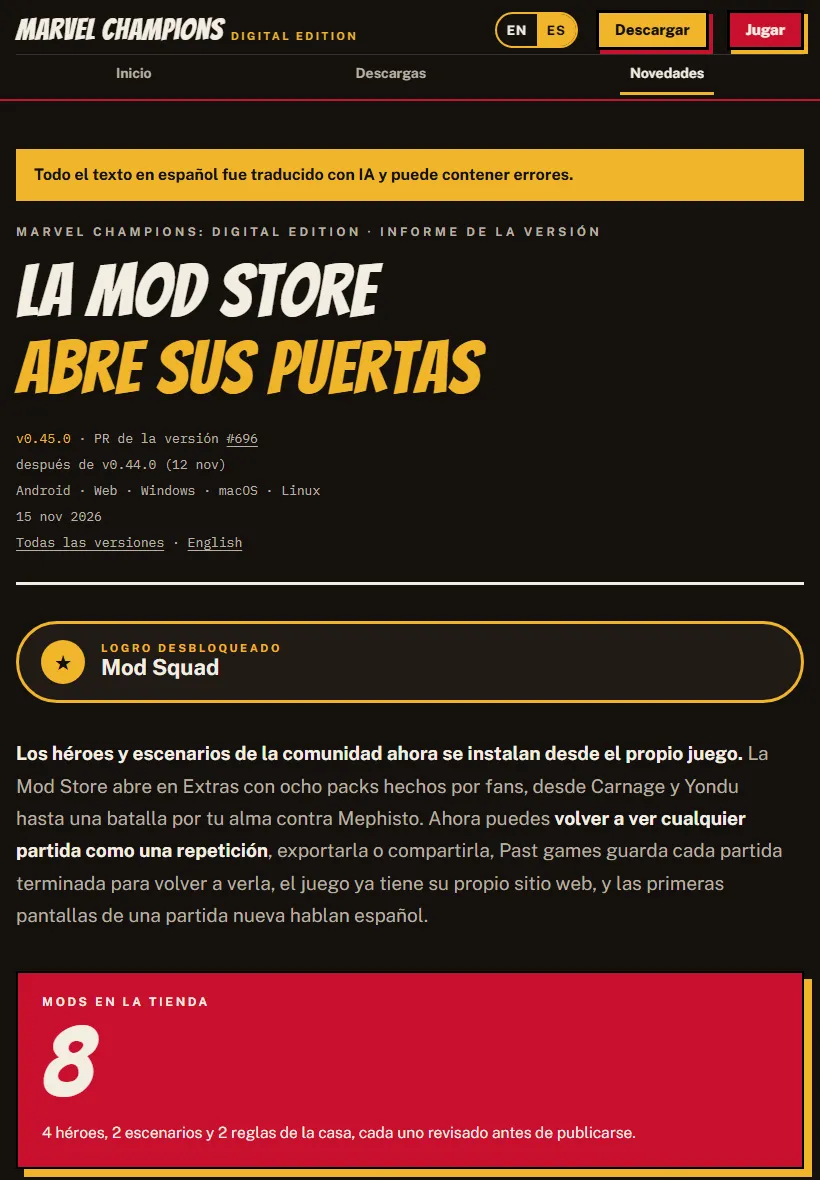 MARVEL CHAMPIONS DIGITAL EDITION
EN ES
Descargar
Jugar
Inicio
Descargas
Novedades
Todo el texto en español fue traducido con IA y puede contener errores.
MARVEL CHAMPIONS: DIGITAL EDITION · INFORME DE LA VERSIÓN
LA MOD STORE
ABRE SUS PUERTAS
v0.45.0 · PR de la versión #696
después de v0.44.0 (12 nov)
Android · Web · Windows · macOS · Linux
15 nov 2026
Todas las versiones · English
★
LOGRO DESBLOQUEADO
Mod Squad
Los héroes y escenarios de la comunidad ahora se instalan desde el propio juego. La
Mod Store abre en Extras con ocho packs hechos por fans, desde Carnage y Yondu
hasta una batalla por tu alma contra Mephisto. Ahora puedes volver a ver cualquier
partida como una repetición, exportarla o compartirla, Past games guarda cada partida
terminada para volver a verla, el juego ya tiene su propio sitio web, y las primeras
pantallas de una partida nueva hablan español.
MODS EN LA TIENDA
8
4 héroes, 2 escenarios y 2 reglas de la casa, cada uno revisado antes de publicarse.